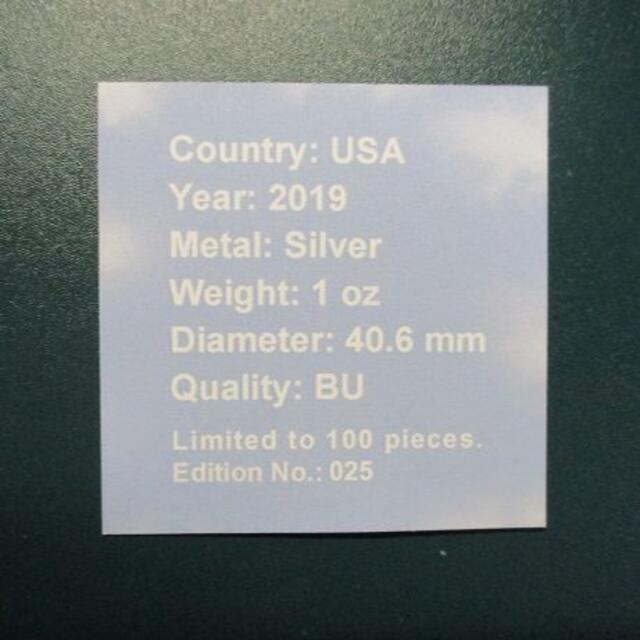 Country: USA
Year: 2019
Metal: Silver
Weight: 1 oz
Diameter: 40.6 mm
Quality: BU
Limited to 100 pieces.
Edition No.: 025